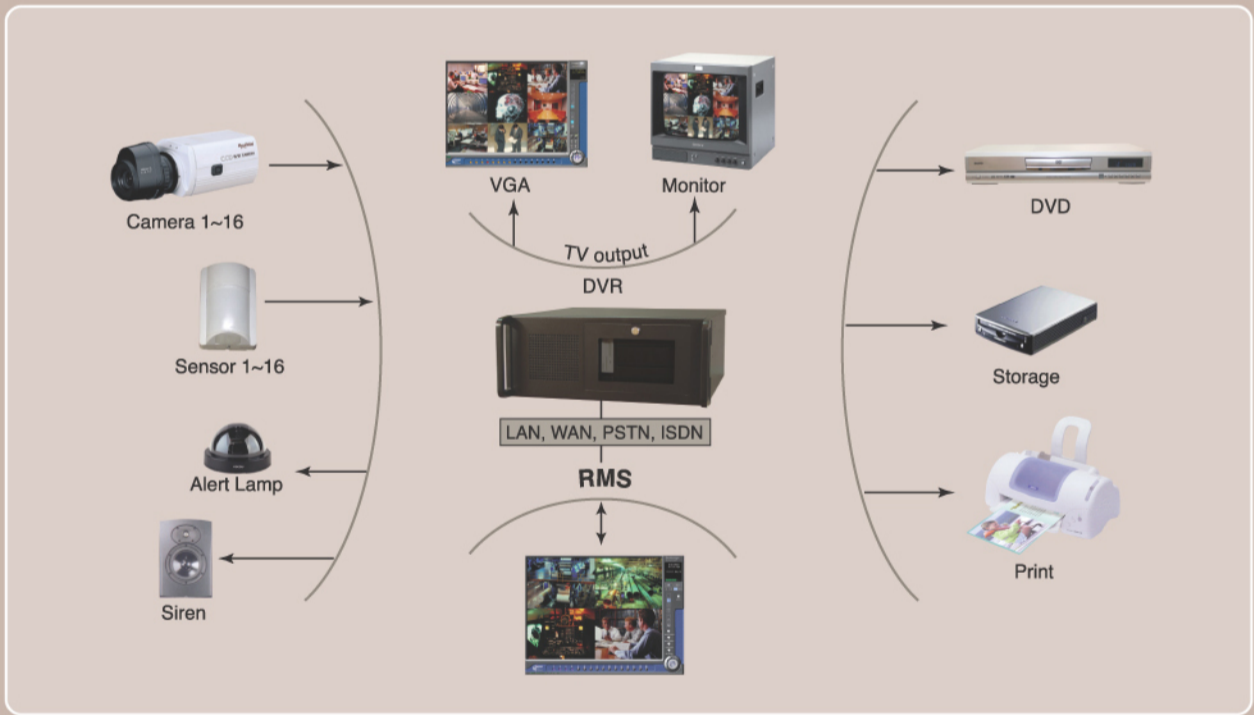 VGA
Monitor
Camera 1~16
TV output
DVR
DVD
Sensor 1~16
Storage
LAN, WAN, PSTN, ISDN
RMS
Alert Lamp
Siren
Print